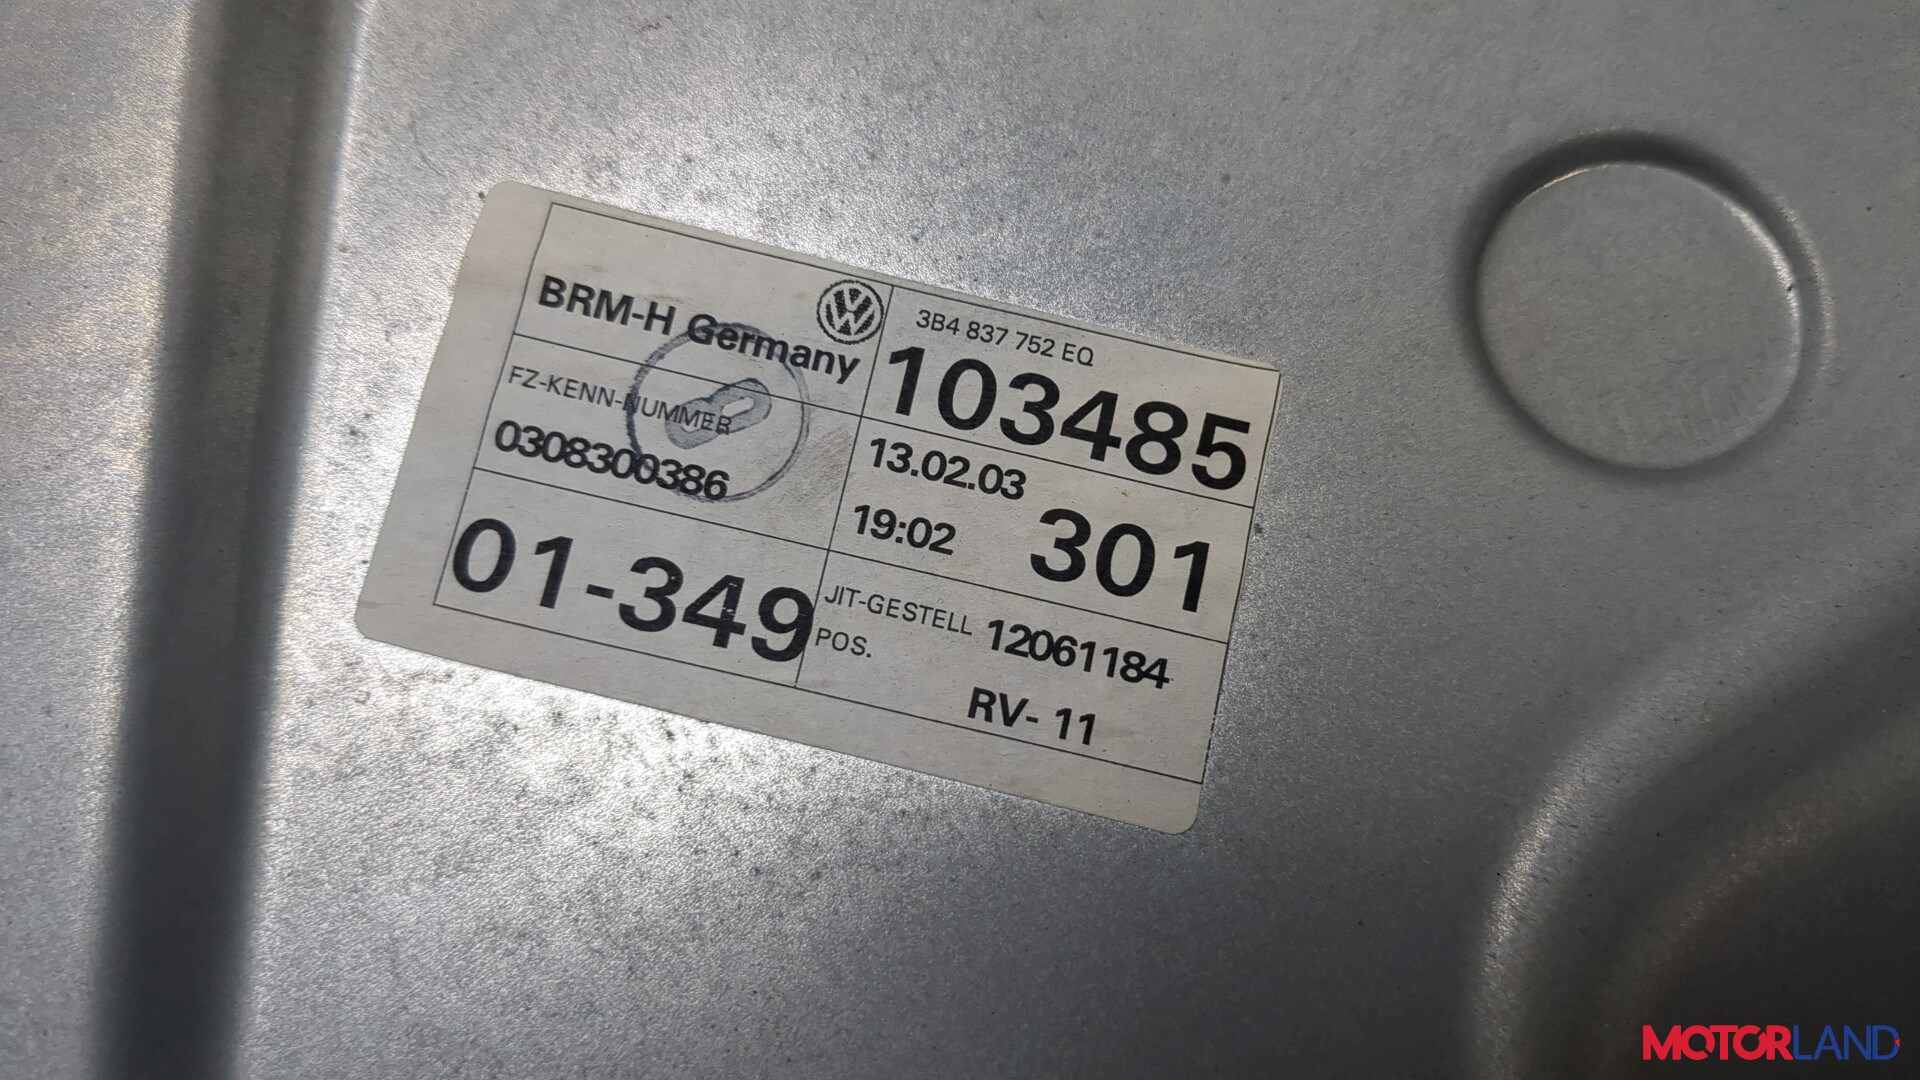 BRM-H Germany
3B4 837 752 EQ
103485
FZ-KENN-NUMMER
0308300386
13.02.03
19:02
301
01-349
JIT-GESTELL 12061184
POS.
RV- 11
MOTORLAND